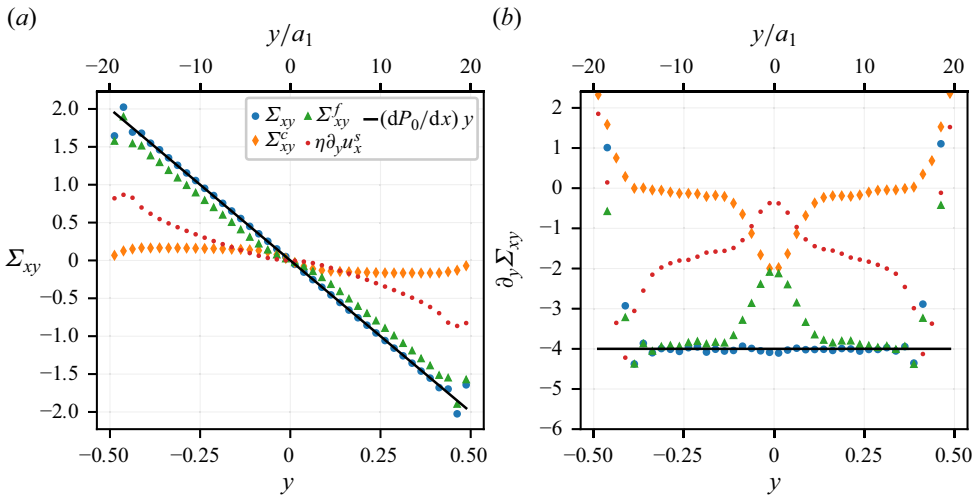 (a)
y/a₁
−20 −10 0 10 20
Σxy Σᶠxy −(dP₀/dx) y
Σᶜxy η∂yuˢx
2.0
1.5
1.0
0.5
0
−0.5
−1.0
−1.5
−2.0
Σxy
−0.50 −0.25 0 0.25 0.50
y
(b)
y/a₁
−20 −10 0 10 20
2
1
0
−1
−2
−3
−4
−5
−6
∂yΣxy
−0.50 −0.25 0 0.25 0.50
y